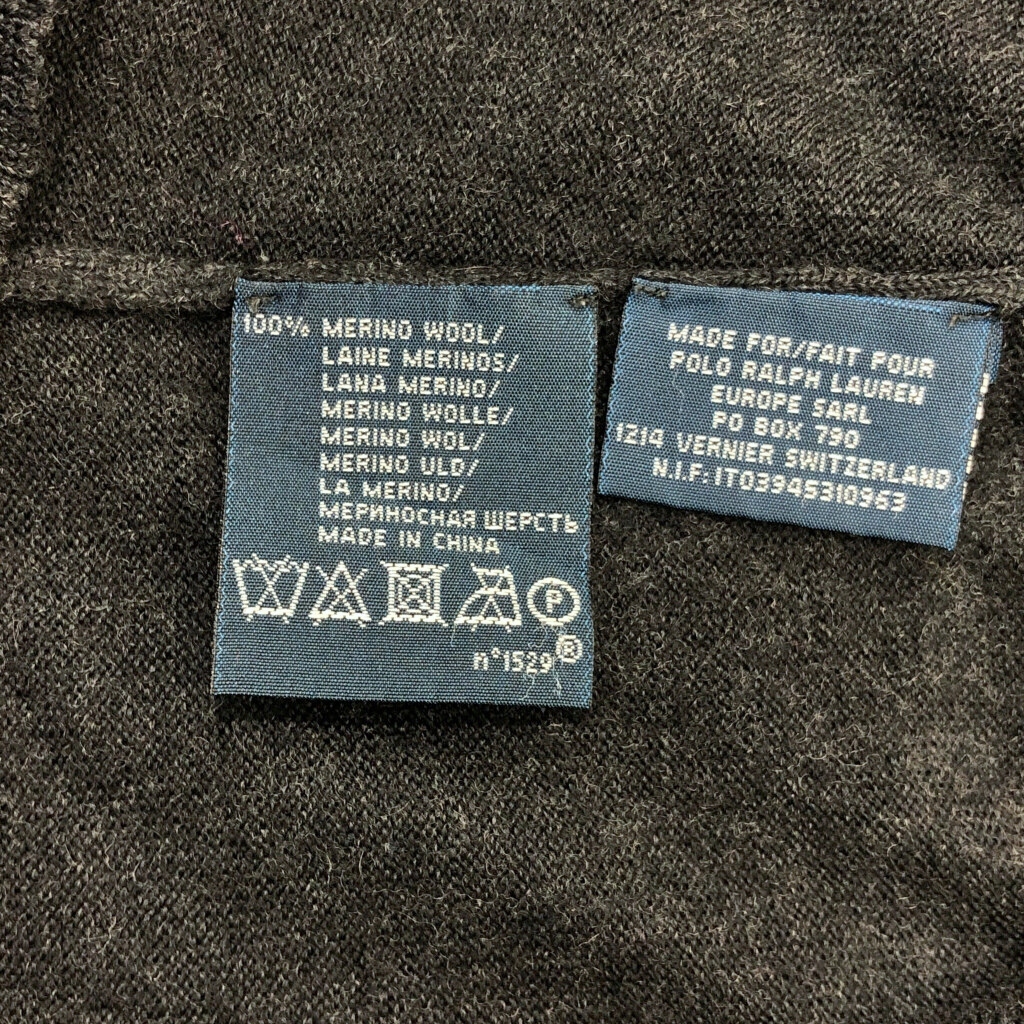 100% MERINO WOOL/
LAINE MERINOS/
LANA MERINO/
MERINO WOLLE/
MERINO WOL/
MERINO ULD/
LA MERINO/
МЕРИНОСНАЯ ШЕРСТЬ
MADE IN CHINA
P
n°1529®
MADE FOR/FAIT POUR
POLO RALPH LAUREN
EUROPE SARL
PO BOX 790
1214 VERNIER SWITZERLAND
N.I.F:IT03945310963